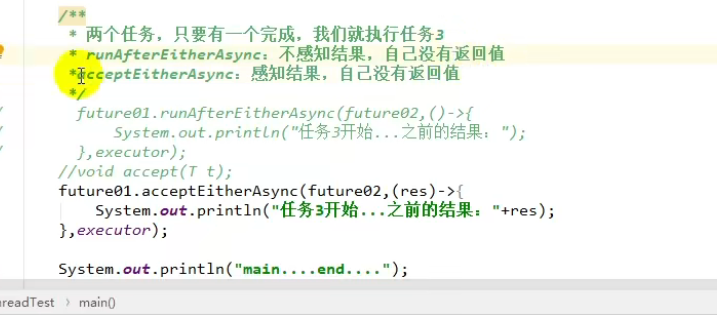 /**
* 两个任务，只要有一个完成，我们就执行任务3
* runAfterEitherAsync：不感知结果，自己没有返回值
*acceptEitherAsync：感知结果，自己没有返回值
*/
future01.runAfterEitherAsync(future02,()->{
System.out.println("任务3开始...之前的结果：");
},executor);
//void accept(T t);
future01.acceptEitherAsync(future02,(res)->{
System.out.println("任务3开始...之前的结果："+res);
},executor);
System.out.println("main....end....");
readTest › main()